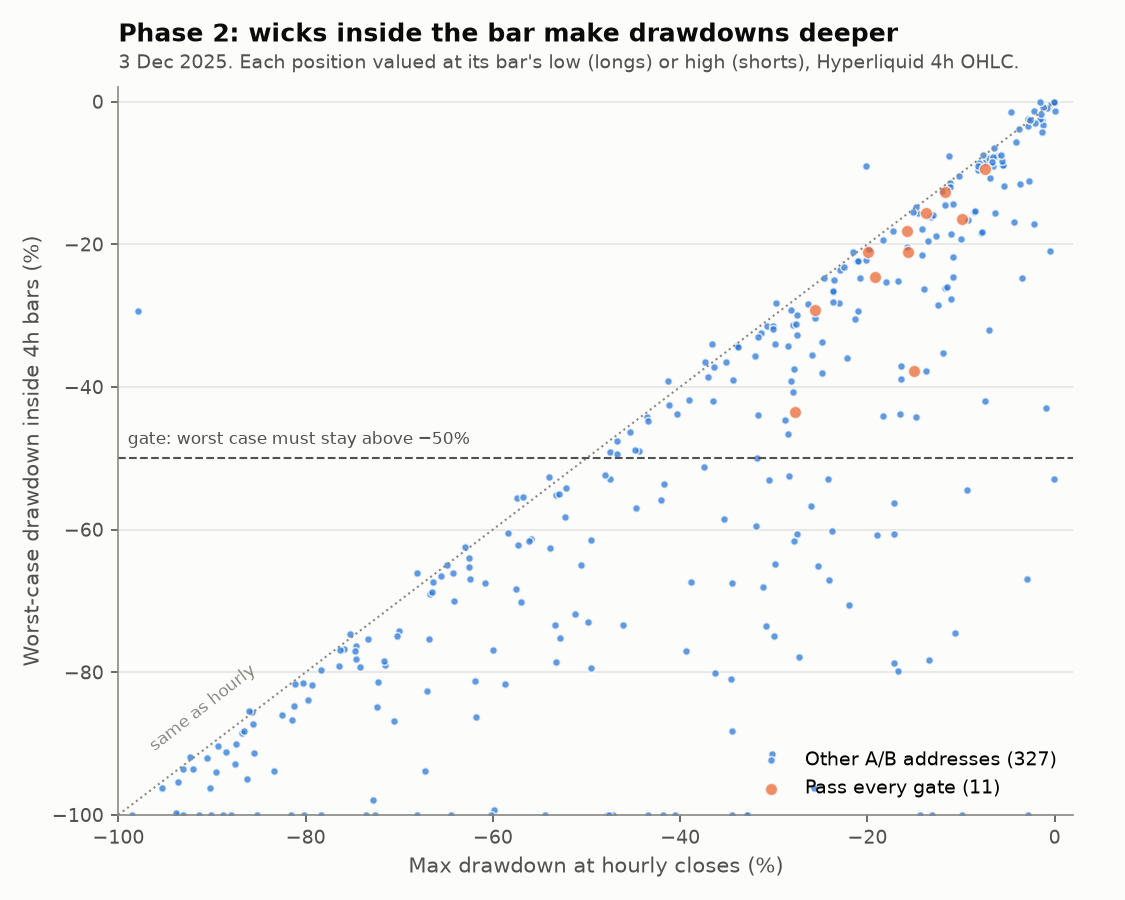 Phase 2: wicks inside the bar make drawdowns deeper
3 Dec 2025. Each position valued at its bar's low (longs) or high (shorts), Hyperliquid 4h OHLC.
Worst-case drawdown inside 4h bars (%)
0
−20
−40
gate: worst case must stay above −50%
−60
−80
same as hourly
Other A/B addresses (327)
Pass every gate (11)
−100
−100
−80
−60
−40
−20
0
Max drawdown at hourly closes (%)